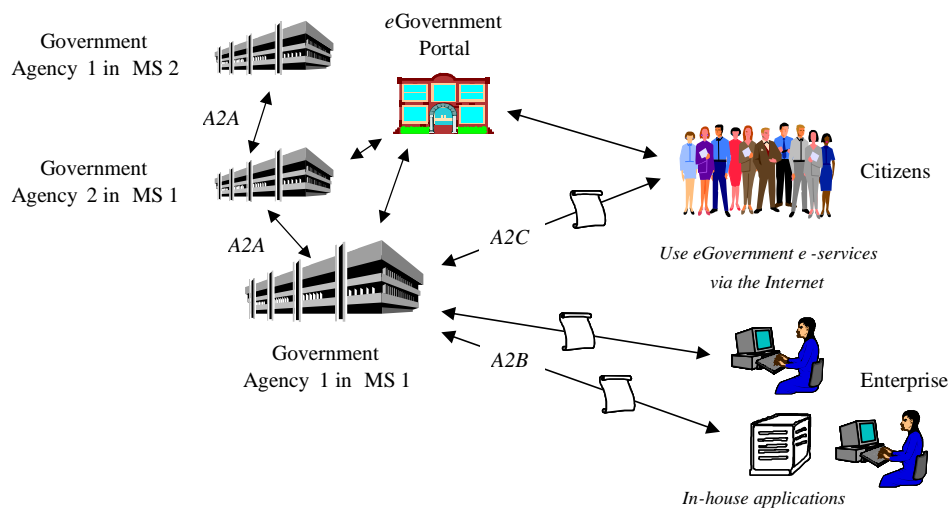 Government
Agency 1 in MS 2
eGovernment
Portal
A2A
Government
Agency 2 in MS 1
Citizens
A2A
A2C
Use eGovernment e -services
via the Internet
Government
Agency 1 in MS 1
A2B
Enterprise
In-house applications